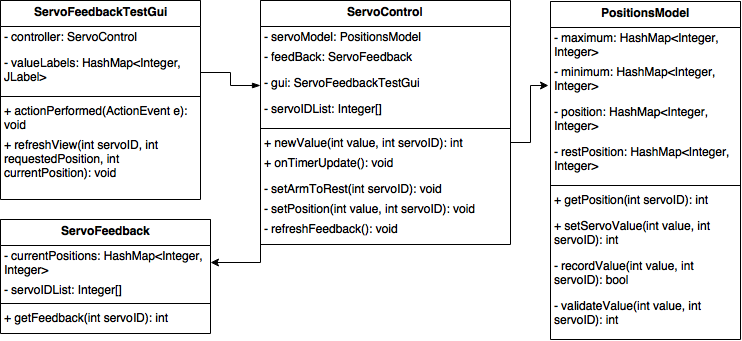 ServoFeedbackTestGui
- controller: ServoControl
- valueLabels: HashMap<Integer,
JLabel>
+ actionPerformed(ActionEvent e):
void
+ refreshView(int servoID, int
requestedPosition, int
currentPosition): void
ServoControl
- servoModel: PositionsModel
- feedBack: ServoFeedback
- gui: ServoFeedbackTestGui
- servoIDList: Integer[]
+ newValue(int value, int servoID): int
+ onTimerUpdate(): void
- setArmToRest(int servoID): void
- setPosition(int value, int servoID): void
- refreshFeedback(): void
PositionsModel
- maximum: HashMap<Integer,
Integer>
- minimum: HashMap<Integer,
Integer>
- position: HashMap<Integer,
Integer>
- restPosition: HashMap<Integer,
Integer>
+ getPosition(int servoID): int
+ setServoValue(int value, int
servoID): int
- recordValue(int value, int
servoID): bool
- validateValue(int value, int
servoID): int
ServoFeedback
- currentPositions: HashMap<Integer,
Integer>
- servoIDList: Integer[]
+ getFeedback(int servoID): int